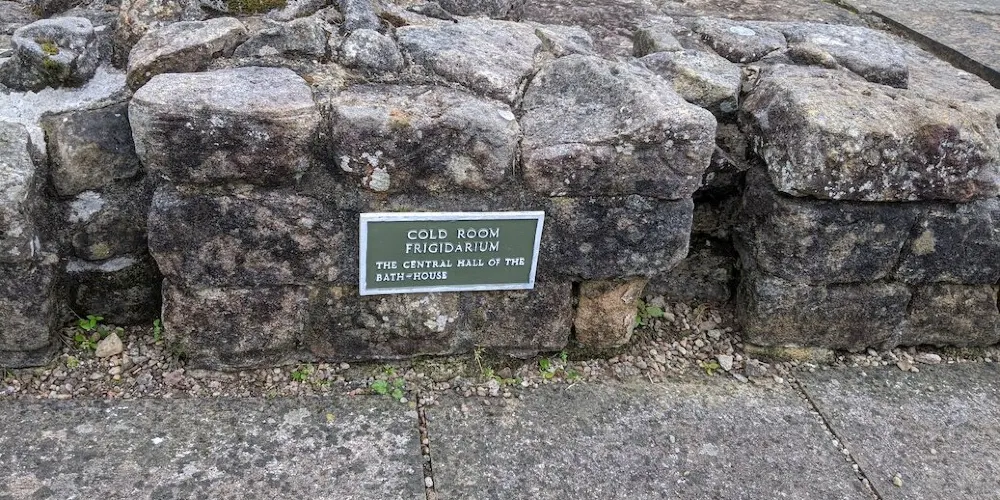 COLD ROOM
FRIGIDARIUM
THE CENTRAL HALL OF THE
BATH-HOUSE